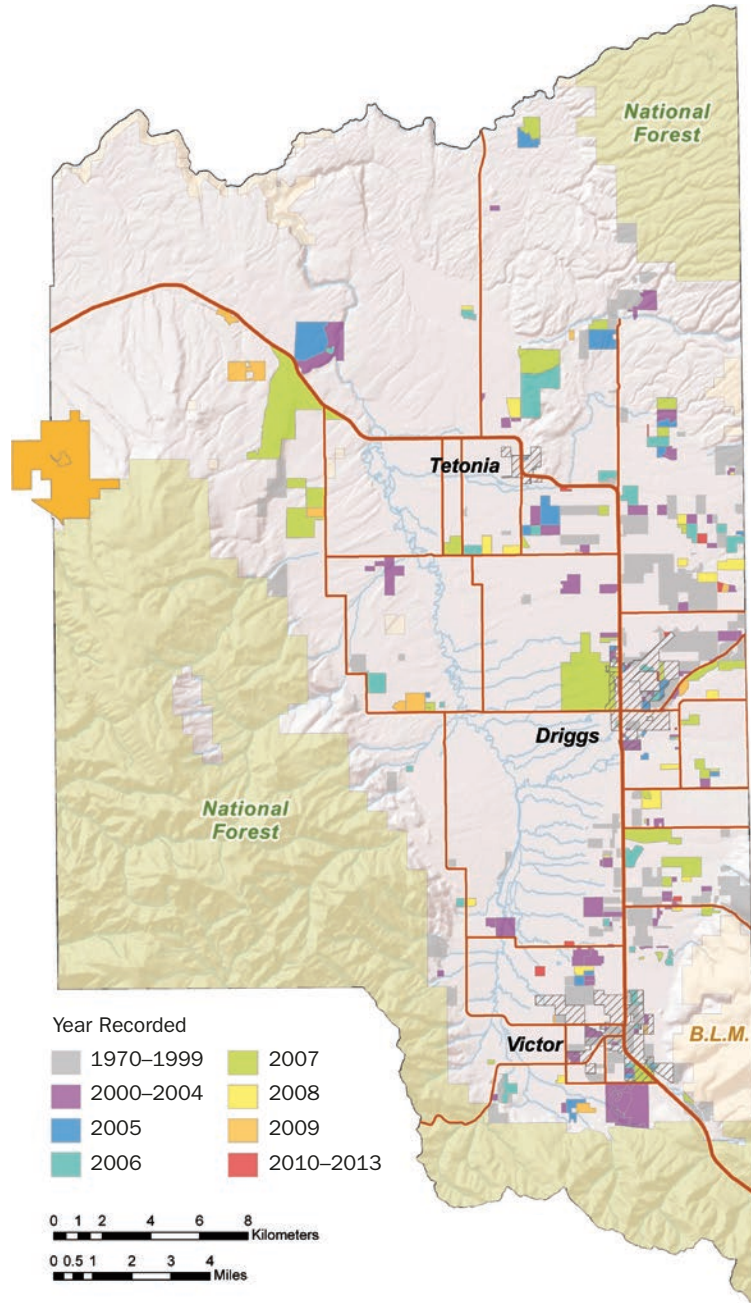 National
Forest
Tetonia
Driggs
National
Forest
B.L.M.
Victor
Year Recorded
1970–1999
2007
2000–2004
2008
2005
2009
2006
2010–2013
0 1 2 4 6 8
Kilometers
0 0.5 1 2 3 4
Miles